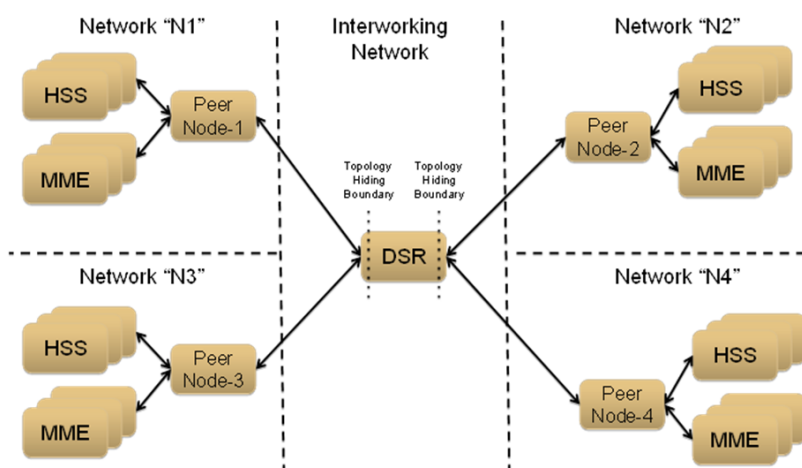 Network “N1”
Interworking
Network
Network “N2”
HSS
Peer
Node-1
MME
HSS
Peer
Node-2
MME
Topology
Hiding
Boundary
Topology
Hiding
Boundary
DSR
Network “N3”
HSS
Peer
Node-3
MME
Network “N4”
HSS
Peer
Node-4
MME